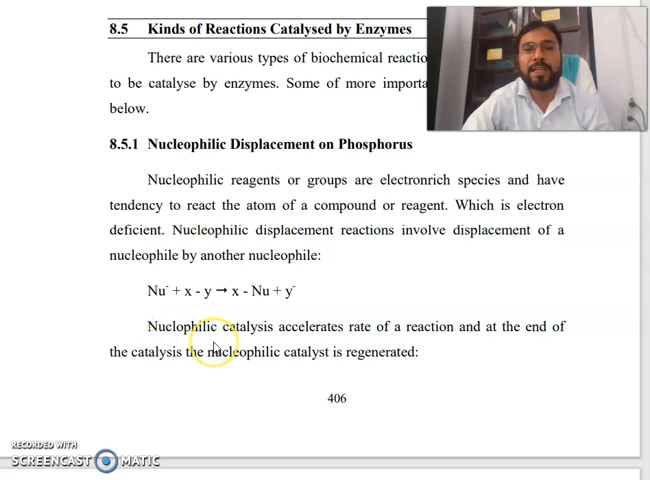 8.5 Kinds of Reactions Catalysed by Enzymes
There are various types of biochemical reactio
to be catalyse by enzymes. Some of more importa
below.
8.5.1 Nucleophilic Displacement on Phosphorus
Nucleophilic reagents or groups are electronrich species and have
tendency to react the atom of a compound or reagent. Which is electron
deficient. Nucleophilic displacement reactions involve displacement of a
nucleophile by another nucleophile:
Nu⁻ + x - y → x - Nu + y⁻
Nuclophilic catalysis accelerates rate of a reaction and at the end of
the catalysis the nucleophilic catalyst is regenerated:
406
RECORDED WITH
SCREENCAST MATIC